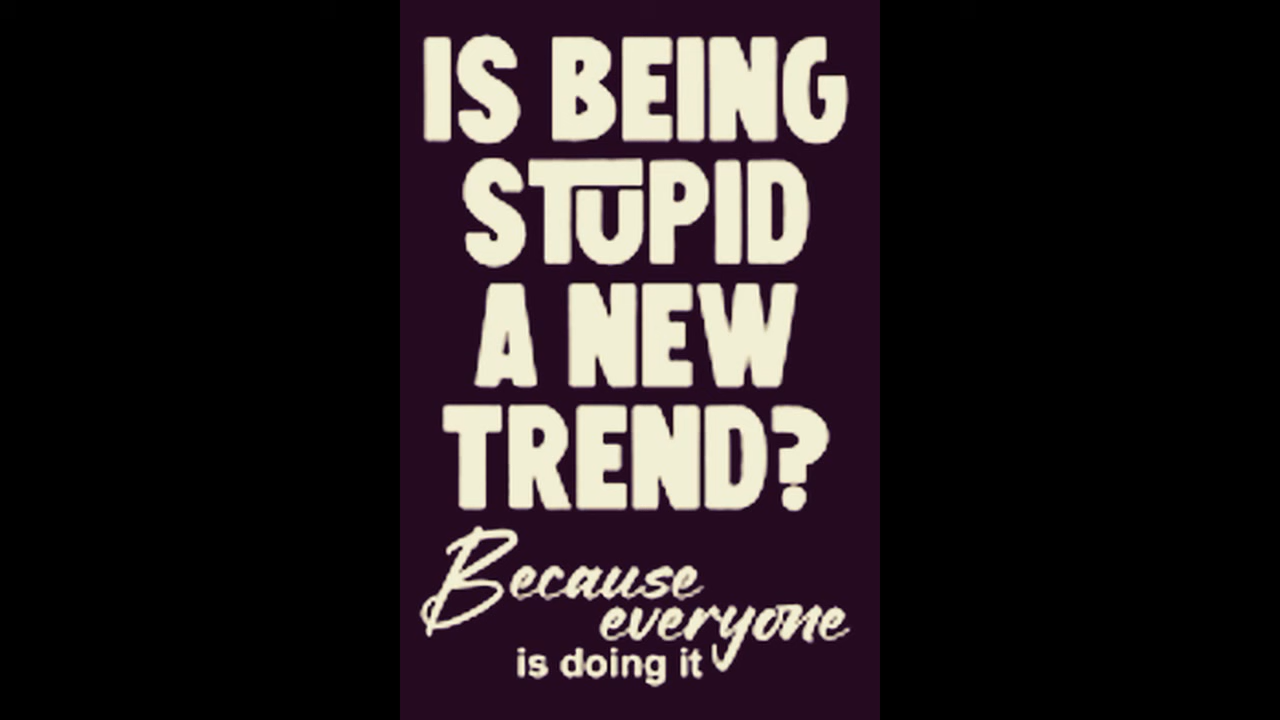 IS BEING
STUPID
A NEW
TREND?
Because
everyone
is doing it